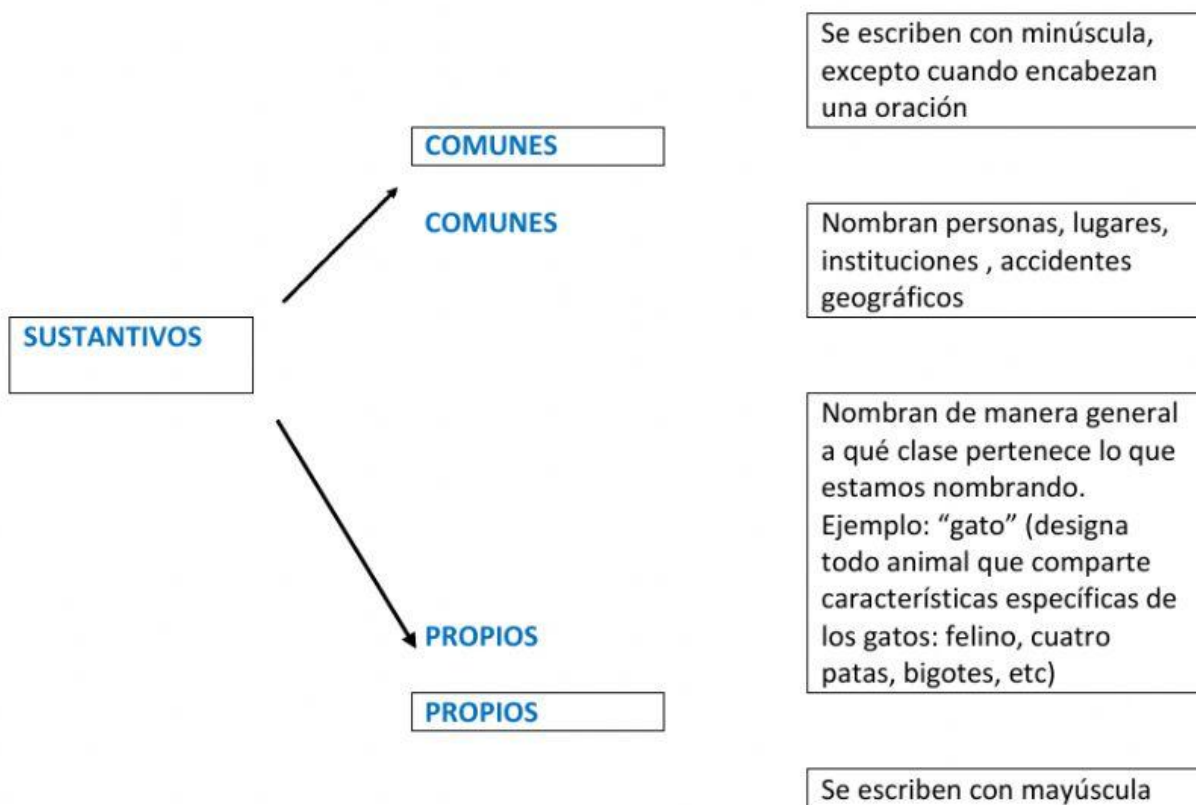 Se escriben con minúscula,
excepto cuando encabezan
una oración
COMUNES
COMUNES
Nombran personas, lugares,
instituciones , accidentes
geográficos
SUSTANTIVOS
Nombran de manera general
a qué clase pertenece lo que
estamos nombrando.
Ejemplo: “gato” (designa
todo animal que comparte
características específicas de
los gatos: felino, cuatro
patas, bigotes, etc)
PROPIOS
PROPIOS
Se escriben con mayúscula